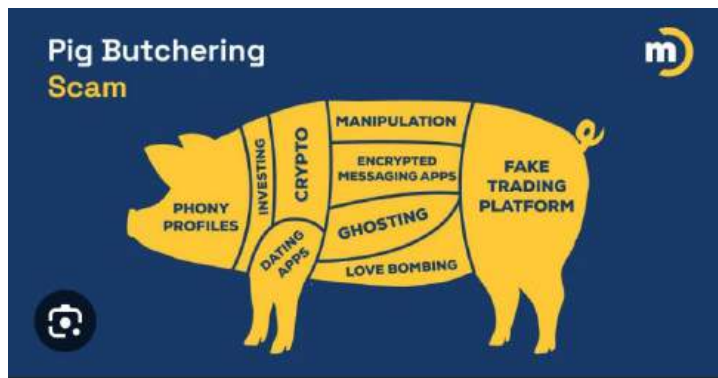 Pig Butchering
Scam
m
PHONY
PROFILES
INVESTING
CRYPTO
DATING
APPS
MANIPULATION
ENCRYPTED
MESSAGING APPS
GHOSTING
LOVE BOMBING
FAKE
TRADING
PLATFORM